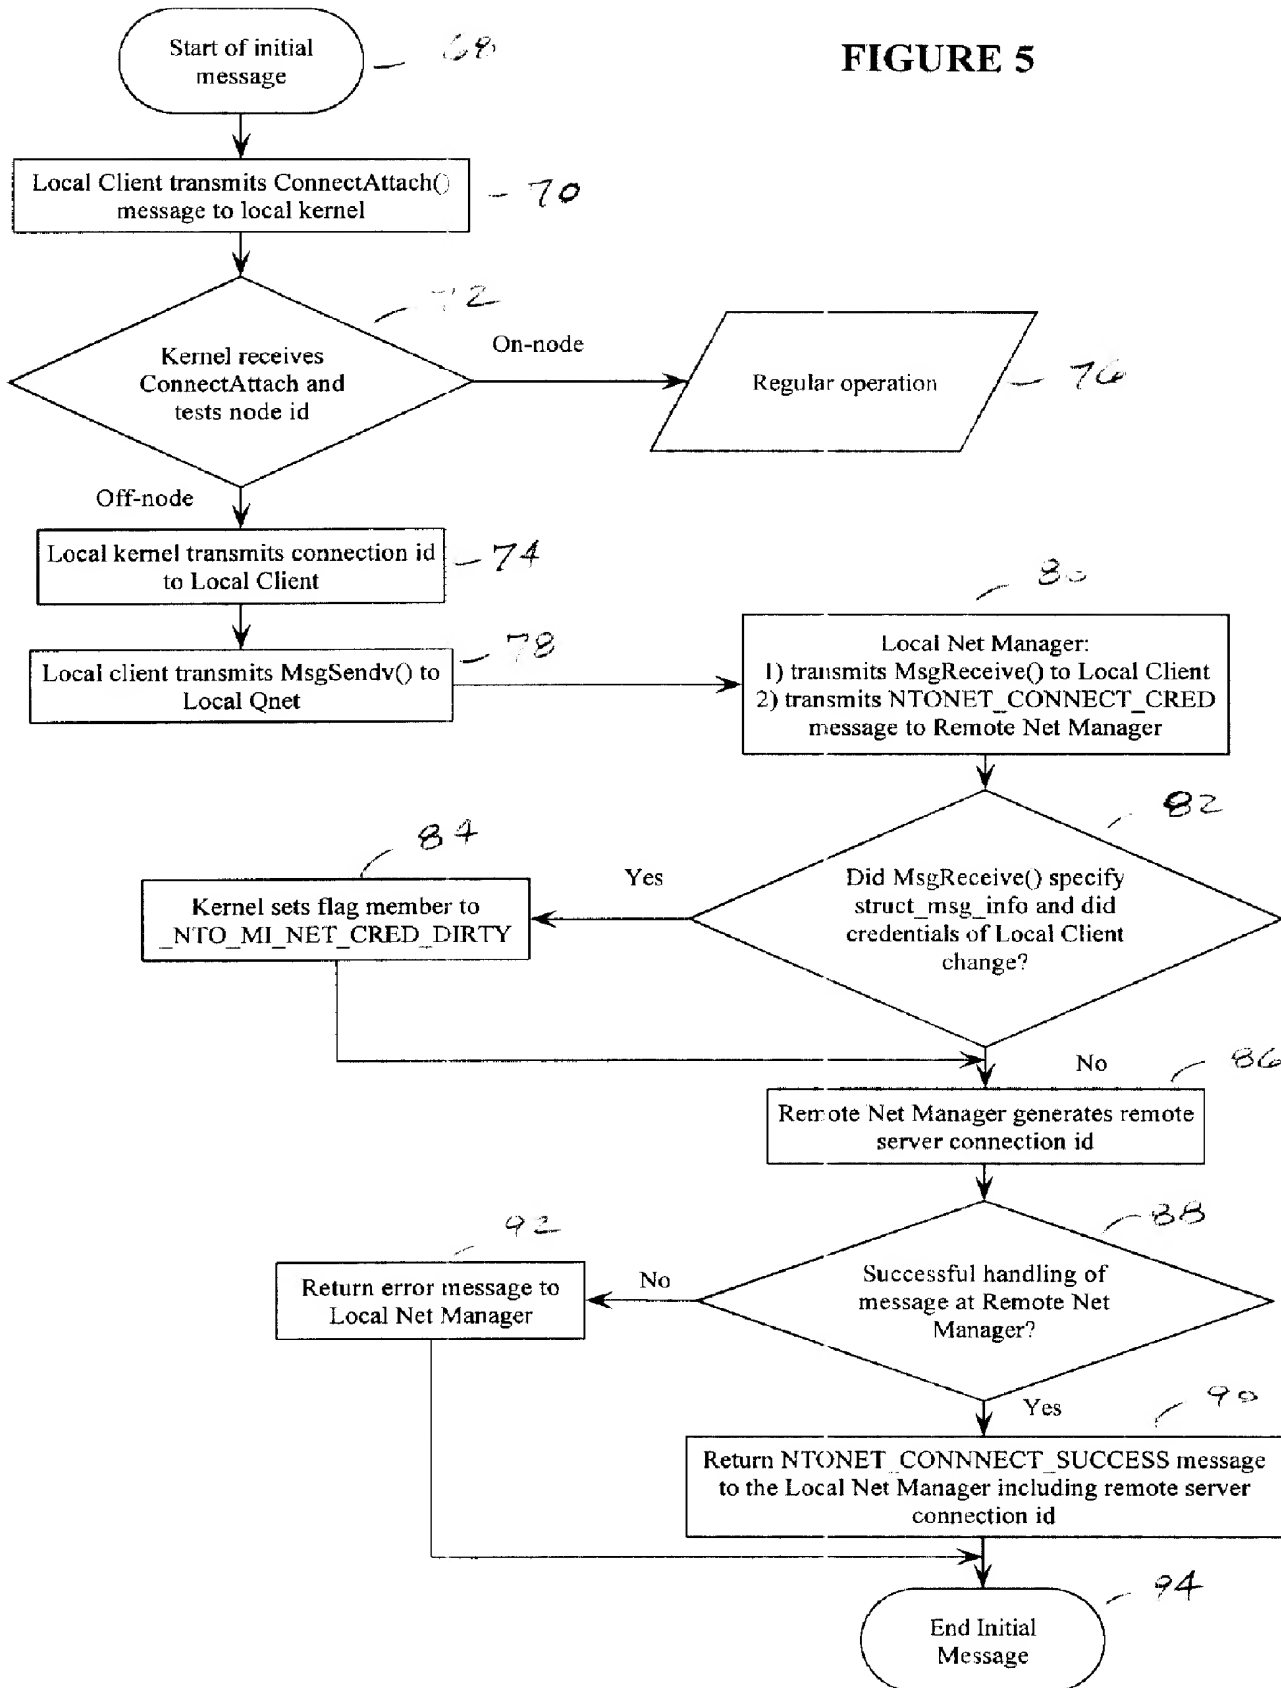 FIGURE 5
Start of initial
message
68
Local Client transmits ConnectAttach()
message to local kernel
70
72
Kernel receives
ConnectAttach and
tests node id
On-node
Regular operation
76
Off-node
Local kernel transmits connection id
to Local Client
74
Local client transmits MsgSendv() to
Local Qnet
78
80
Local Net Manager:
1) transmits MsgReceive() to Local Client
2) transmits NTONET_CONNECT_CRED
message to Remote Net Manager
82
Did MsgReceive() specify
struct_msg_info and did
credentials of Local Client
change?
Yes
84
Kernel sets flag member to
_NTO_MI_NET_CRED_DIRTY
No
86
Remote Net Manager generates remote
server connection id
88
Successful handling of
message at Remote Net
Manager?
No
92
Return error message to
Local Net Manager
Yes
90
Return NTONET_CONNNECT_SUCCESS message
to the Local Net Manager including remote server
connection id
94
End Initial
Message